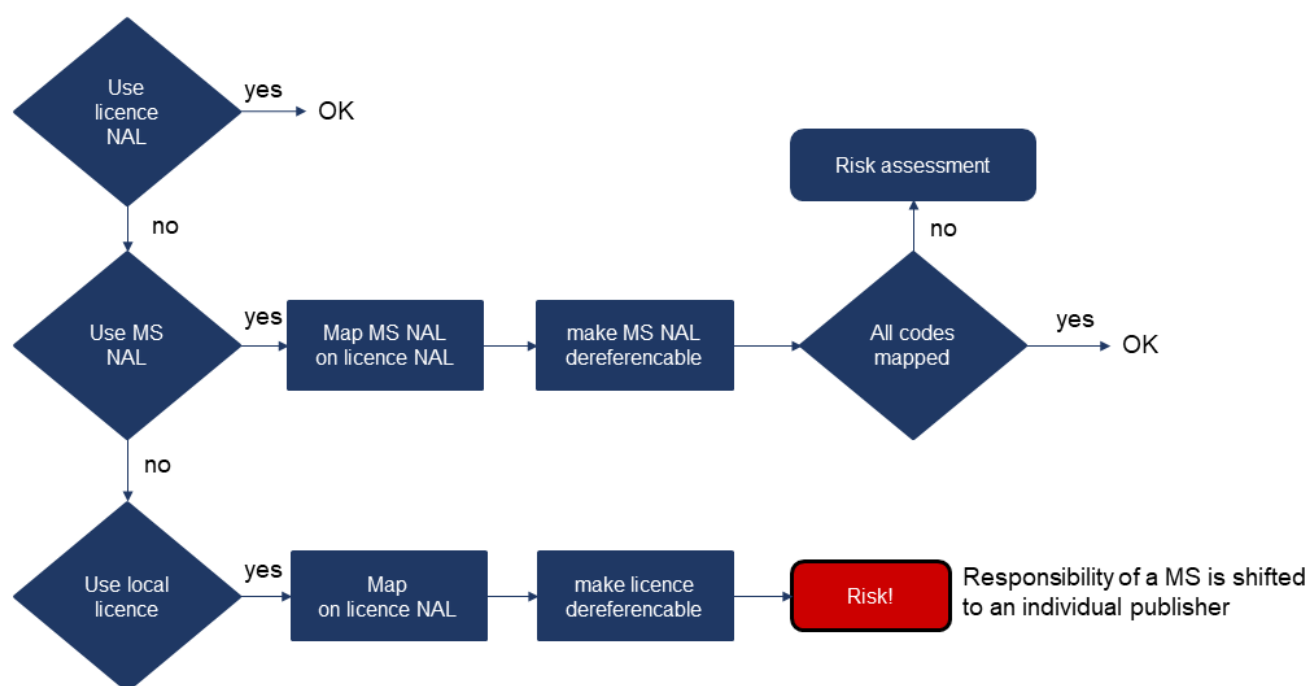 Use
licence
NAL
yes
OK
no
Risk assessment
no
Use MS
NAL
yes
Map MS NAL
on licence NAL
make MS NAL
dereferencable
All codes
mapped
yes
OK
no
Use local
licence
yes
Map
on licence NAL
make licence
dereferencable
Risk!
Responsibility of a MS is shifted
to an individual publisher